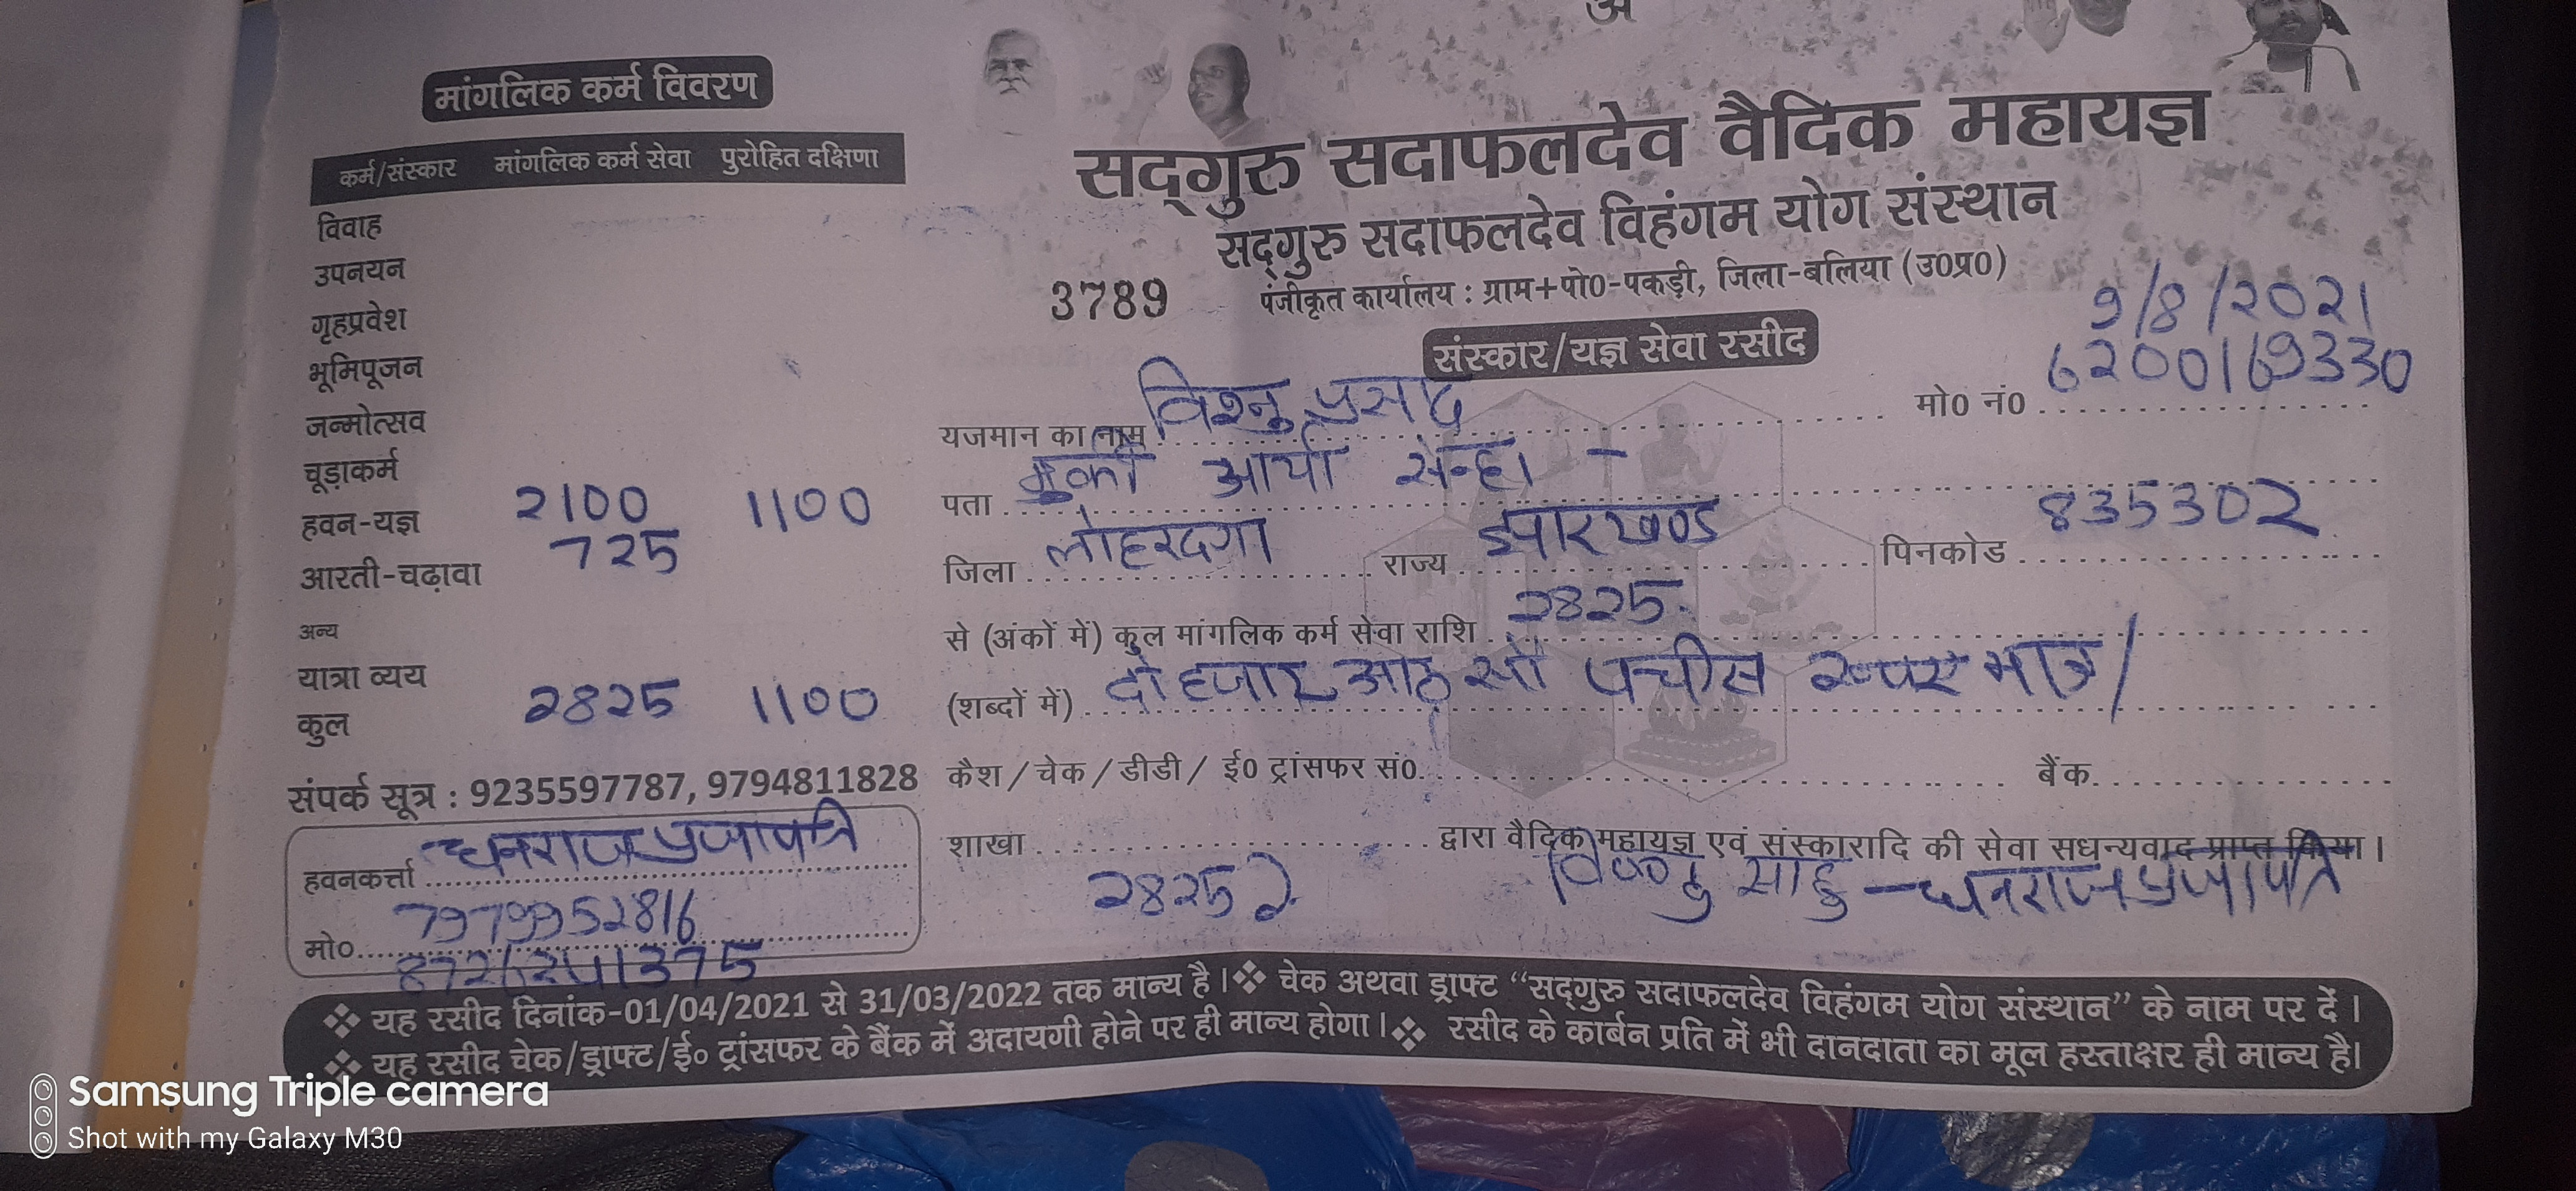 मांगलिक कर्म विवरण
कर्म/संस्कार मांगलिक कर्म सेवा पुरोहित दक्षिणा
विवाह
उपनयन
गृहप्रवेश
भूमिपूजन
जन्मोत्सव
चूड़ाकर्म
हवन-यज्ञ 2100 1100
आरती-चढ़ावा 725
अन्य
यात्रा व्यय
कुल 2825 1100
संपर्क सूत्र : 9235597787, 9794811828
हवनकर्त्ता धनराज प्रजापति
मो० 7979952816
सद्गुरु सदाफलदेव वैदिक महायज्ञ
सद्गुरु सदाफलदेव विहंगम योग संस्थान
3789 पंजीकृत कार्यालय : ग्राम+पो0-पकड़ी, जिला-बलिया (उ0प्र0)
9/8/2021
संस्कार/यज्ञ सेवा रसीद
यजमान का नाम विश्नु प्रसाद मो0 नं0 6200169330
पता मुर्की आर्या सेन्हा -
जिला लोहरदगा राज्य झारखण्ड पिनकोड 835302
से (अंकों में) कुल मांगलिक कर्म सेवा राशि 2825
(शब्दों में) दो हजार आठ सौ पचीस रूपए मात्र/
कैश/चेक/डीडी/ ई0 ट्रांसफर सं0 बैंक
शाखा द्वारा वैदिक महायज्ञ एवं संस्कारादि की सेवा सधन्यवाद प्राप्त किया।
2825 विष्णु साहु - धनराज प्रजापति
❖ यह रसीद दिनांक-01/04/2021 से 31/03/2022 तक मान्य है। ❖ चेक अथवा ड्राफ्ट “सद्गुरु सदाफलदेव विहंगम योग संस्थान” के नाम पर दें।
❖ यह रसीद चेक/ड्राफ्ट/ई० ट्रांसफर के बैंक में अदायगी होने पर ही मान्य होगा। ❖ रसीद के कार्बन प्रति में भी दानदाता का मूल हस्ताक्षर ही मान्य है।
Samsung Triple camera
Shot with my Galaxy M30